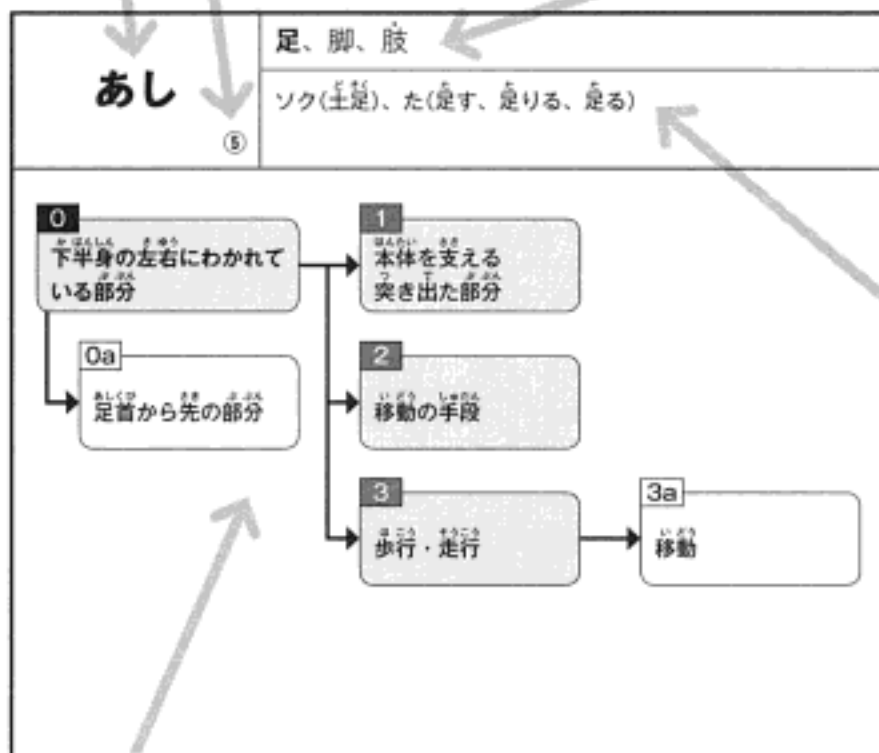 あし
⑤
足、脚、肢
ソク(土足)、た(足す、足りる、足る)
0
下半身の左右にわかれて
いる部分
1
本体を支える
突き出た部分
0a
足首から先の部分
2
移動の手段
3
歩行・走行
3a
移動